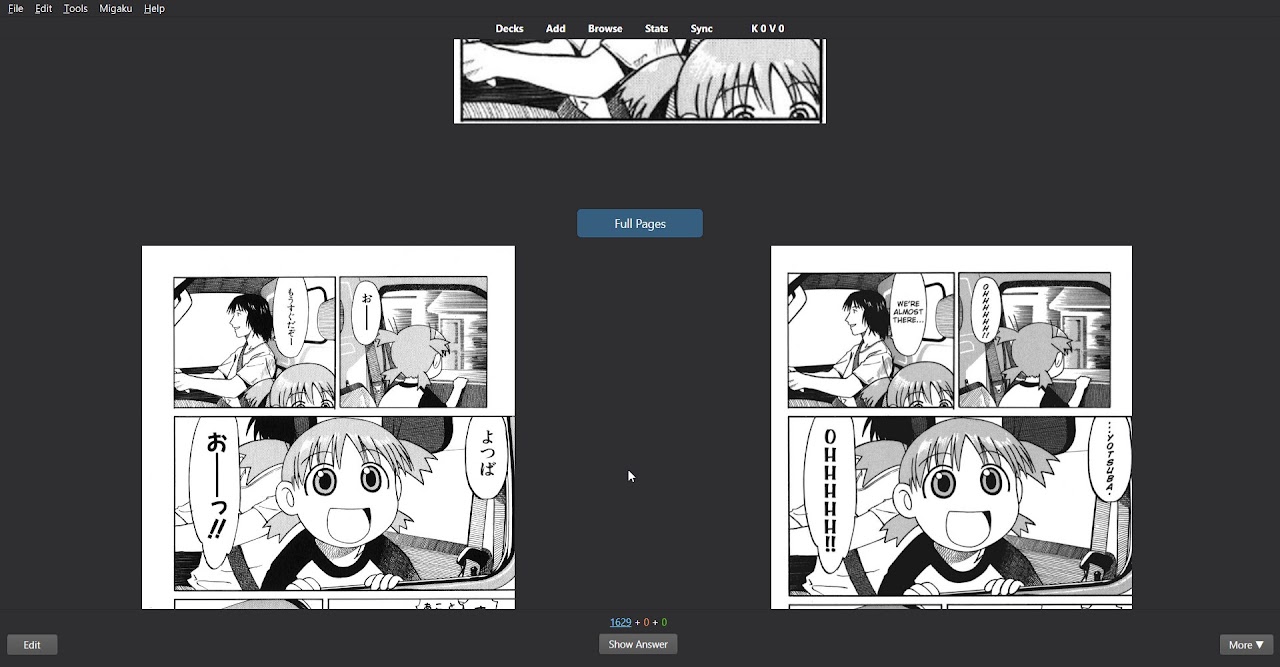 File Edit Tools Migaku Help
Decks Add Browse Stats Sync K 0 V 0
Full Pages
お──
もうすぐだぞー
よつば
お──っ!!
WE'RE
ALMOST
THERE...
OHHHHHH!!
OHHHHHH!!
...YOTSUBA.
1629 + 0 + 0
Edit
Show Answer
More ▼